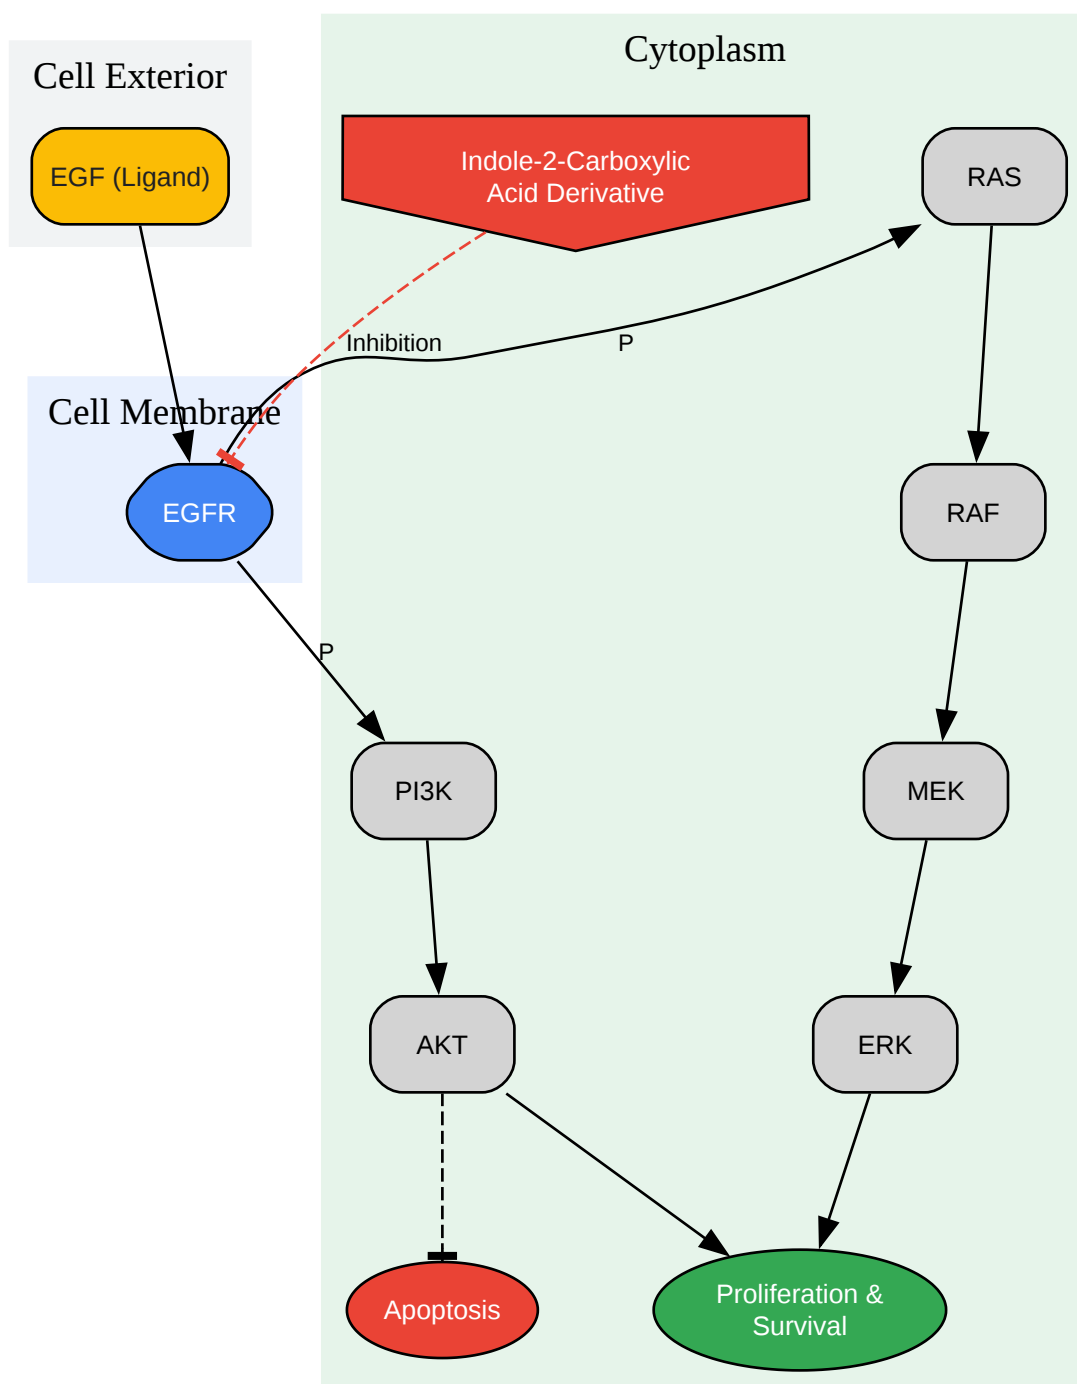 Cytoplasm
Cell Exterior
EGF (Ligand)
Indole-2-Carboxylic
Acid Derivative
RAS
Inhibition
P
Cell Membrane
EGFR
RAF
P
PI3K
MEK
AKT
ERK
Apoptosis
Proliferation &
Survival